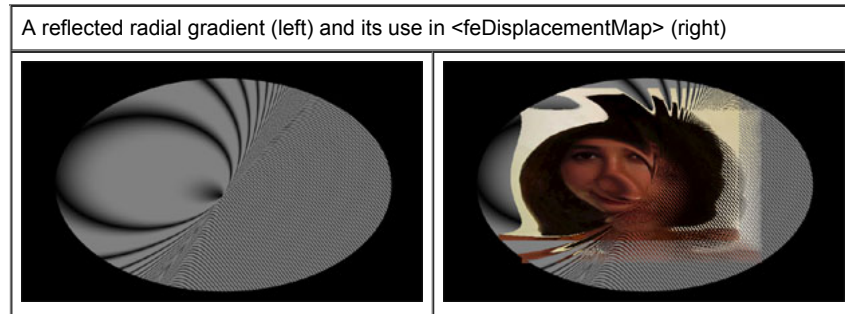 A reflected radial gradient (left) and its use in <feDisplacementMap> (right)